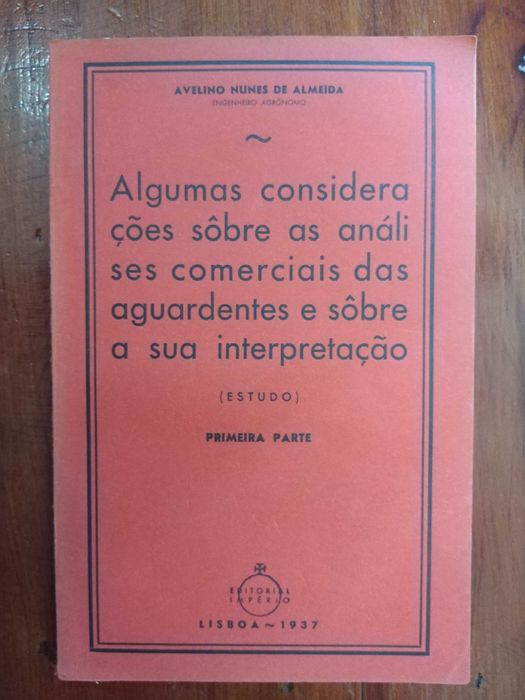 AVELINO NUNES DE ALMEIDA
ENGENHEIRO AGRÓNOMO
~
Algumas considera
ções sôbre as análi
ses comerciais das
aguardentes e sôbre
a sua interpretação
(ESTUDO)
PRIMEIRA PARTE
EDITORIAL
IMPÉRIO
LISBOA ~ 1937